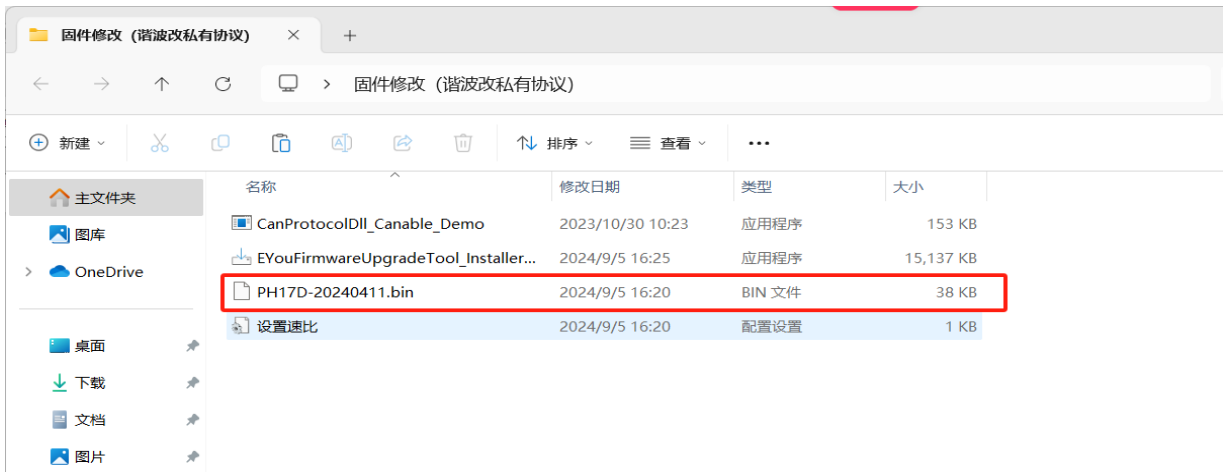 固件修改（谐波改私有协议）
固件修改（谐波改私有协议）
新建 排序 查看
名称 修改日期 类型 大小
主文件夹
CanProtocolDll_Canable_Demo 2023/10/30 10:23 应用程序 153 KB
图库
EYouFirmwareUpgradeTool_Installer... 2024/9/5 16:25 应用程序 15,137 KB
OneDrive
PH17D-20240411.bin 2024/9/5 16:20 BIN 文件 38 KB
设置速比 2024/9/5 16:20 配置设置 1 KB
桌面
下载
文档
图片